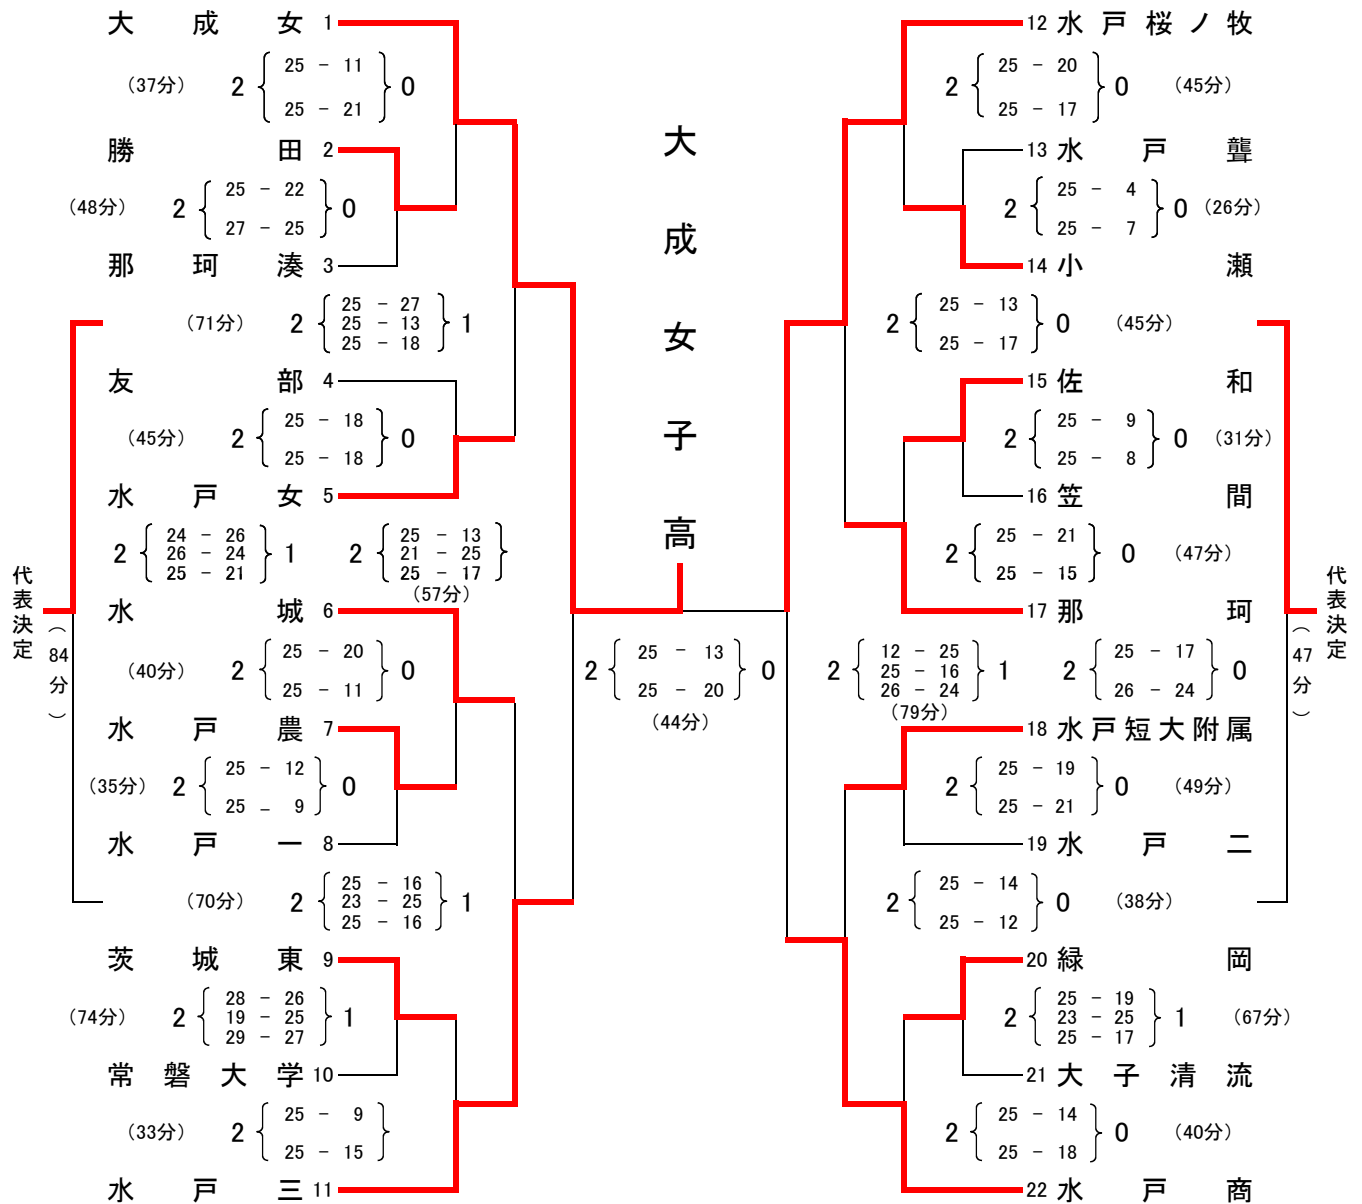 大成女 1
(37分) 2 25 - 11 0
25 - 21
勝田 2
(48分) 2 25 - 22 0
27 - 25
那珂湊 3
(71分) 2 25 - 27 1
25 - 13
25 - 18
友部 4
(45分) 2 25 - 18 0
25 - 18
水戸女 5
2 24 - 26 1
26 - 24
25 - 21
2 25 - 13
21 - 25
25 - 17
(57分)
代表決定
(84分)
水城 6
(40分) 2 25 - 20 0
25 - 11
水戸農 7
(35分) 2 25 - 12 0
25 - 9
水戸一 8
(70分) 2 25 - 16 1
23 - 25
25 - 16
茨城東 9
(74分) 2 28 - 26 1
19 - 25
29 - 27
常磐大学 10
(33分) 2 25 - 9
25 - 15
水戸三 11
大成女子高
2 25 - 13 0
25 - 20
(44分)
12 水戸桜ノ牧
2 25 - 20 0 (45分)
25 - 17
13 水戸聾
2 25 - 4 0 (26分)
25 - 7
14 小瀬
2 25 - 13 0 (45分)
25 - 17
15 佐和
2 25 - 9 0 (31分)
25 - 8
16 笠間
2 25 - 21 0 (47分)
25 - 15
17 那珂
2 12 - 25 1
25 - 16
26 - 24
(79分)
2 25 - 17 0
26 - 24
代表決定
(47分)
18 水戸短大附属
2 25 - 19 0 (49分)
25 - 21
19 水戸二
2 25 - 14 0 (38分)
25 - 12
20 緑岡
2 25 - 19 1 (67分)
23 - 25
25 - 17
21 大子清流
2 25 - 14 0 (40分)
25 - 18
22 水戸商